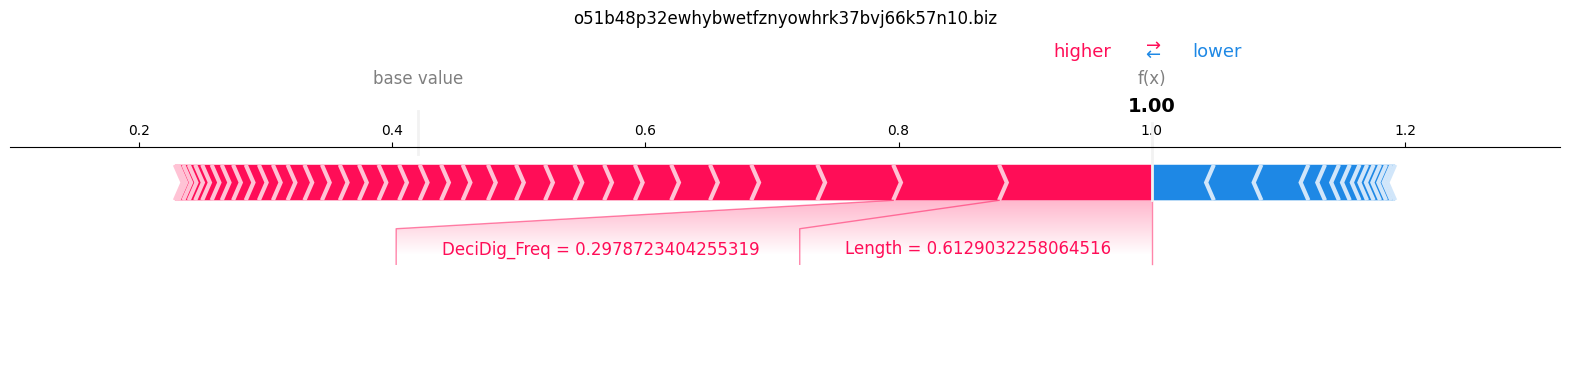 o51b48p32ewhybwetfznyowhrk37bvj66k57n10.biz
higher ⇄ lower
base value f(x)
1.00
0.2 0.4 0.6 0.8 1.0 1.2
DeciDig_Freq = 0.2978723404255319 Length = 0.6129032258064516